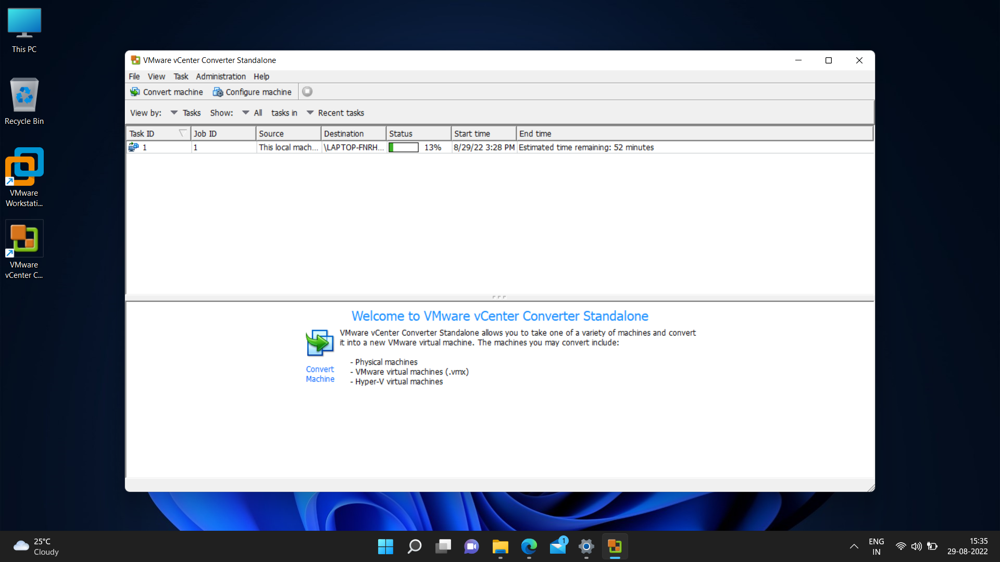 This PC
Recycle Bin
VMware
Workstati...
VMware
vCenter C...
VMware vCenter Converter Standalone
File View Task Administration Help
Convert machine Configure machine
View by: Tasks Show: All tasks in Recent tasks
Task ID Job ID Source Destination Status Start time End time
1 1 This local mach... \LAPTOP-FNRH... 13% 8/29/22 3:28 PM Estimated time remaining: 52 minutes
Welcome to VMware vCenter Converter Standalone
VMware vCenter Converter Standalone allows you to take one of a variety of machines and convert
it into a new VMware virtual machine. The machines you may convert include:
- Physical machines
- VMware virtual machines (.vmx)
- Hyper-V virtual machines
Convert
Machine
25°C
Cloudy
1
ENG
IN
15:35
29-08-2022